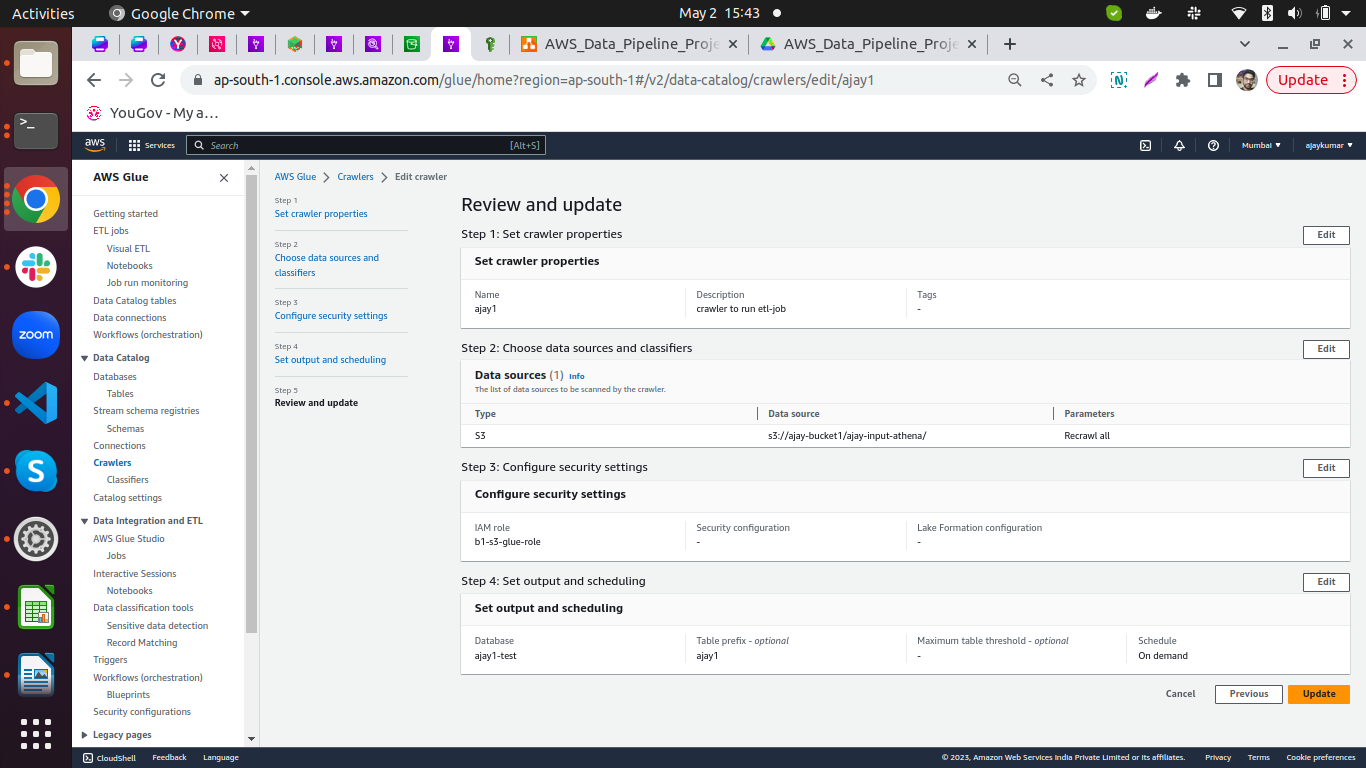 Activities
Google Chrome
May 2 15:43
AWS_Data_Pipeline_Proje
AWS_Data_Pipeline_Proje
ap-south-1.console.aws.amazon.com/glue/home?region=ap-south-1#/v2/data-catalog/crawlers/edit/ajay1
Update
YouGov - My a…
aws
Services
Search
[Alt+S]
Mumbai
ajaykumar
AWS Glue
Getting started
ETL jobs
Visual ETL
Notebooks
Job run monitoring
Data Catalog tables
Data connections
Workflows (orchestration)
Data Catalog
Databases
Tables
Stream schema registries
Schemas
Connections
Crawlers
Classifiers
Catalog settings
Data Integration and ETL
AWS Glue Studio
Jobs
Interactive Sessions
Notebooks
Data classification tools
Sensitive data detection
Record Matching
Triggers
Workflows (orchestration)
Blueprints
Security configurations
Legacy pages
AWS Glue
Crawlers
Edit crawler
Step 1
Set crawler properties
Step 2
Choose data sources and
classifiers
Step 3
Configure security settings
Step 4
Set output and scheduling
Step 5
Review and update
Review and update
Step 1: Set crawler properties
Edit
Set crawler properties
Name
ajay1
Description
crawler to run etl-job
Tags
-
Step 2: Choose data sources and classifiers
Edit
Data sources (1) Info
The list of data sources to be scanned by the crawler.
Type
Data source
Parameters
S3
s3://ajay-bucket1/ajay-input-athena/
Recrawl all
Step 3: Configure security settings
Edit
Configure security settings
IAM role
b1-s3-glue-role
Security configuration
-
Lake Formation configuration
-
Step 4: Set output and scheduling
Edit
Set output and scheduling
Database
ajay1-test
Table prefix - optional
ajay1
Maximum table threshold - optional
-
Schedule
On demand
Cancel
Previous
Update
zoom
CloudShell
Feedback
Language
© 2023, Amazon Web Services India Private Limited or its affiliates.
Privacy
Terms
Cookie preferences